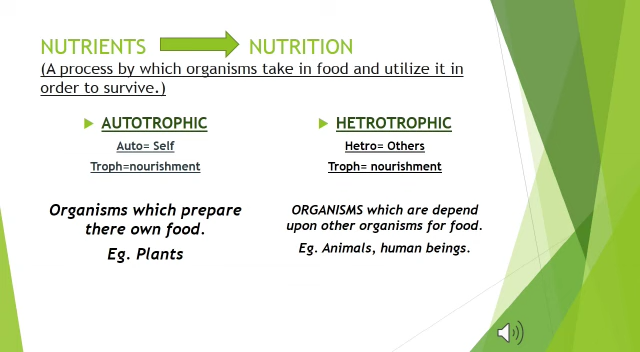 NUTRIENTS NUTRITION
(A process by which organisms take in food and utilize it in
order to survive.)
AUTOTROPHIC
Auto= Self
Troph=nourishment
Organisms which prepare
there own food.
Eg. Plants
HETROTROPHIC
Hetro= Others
Troph= nourishment
ORGANISMS which are depend
upon other organisms for food.
Eg. Animals, human beings.